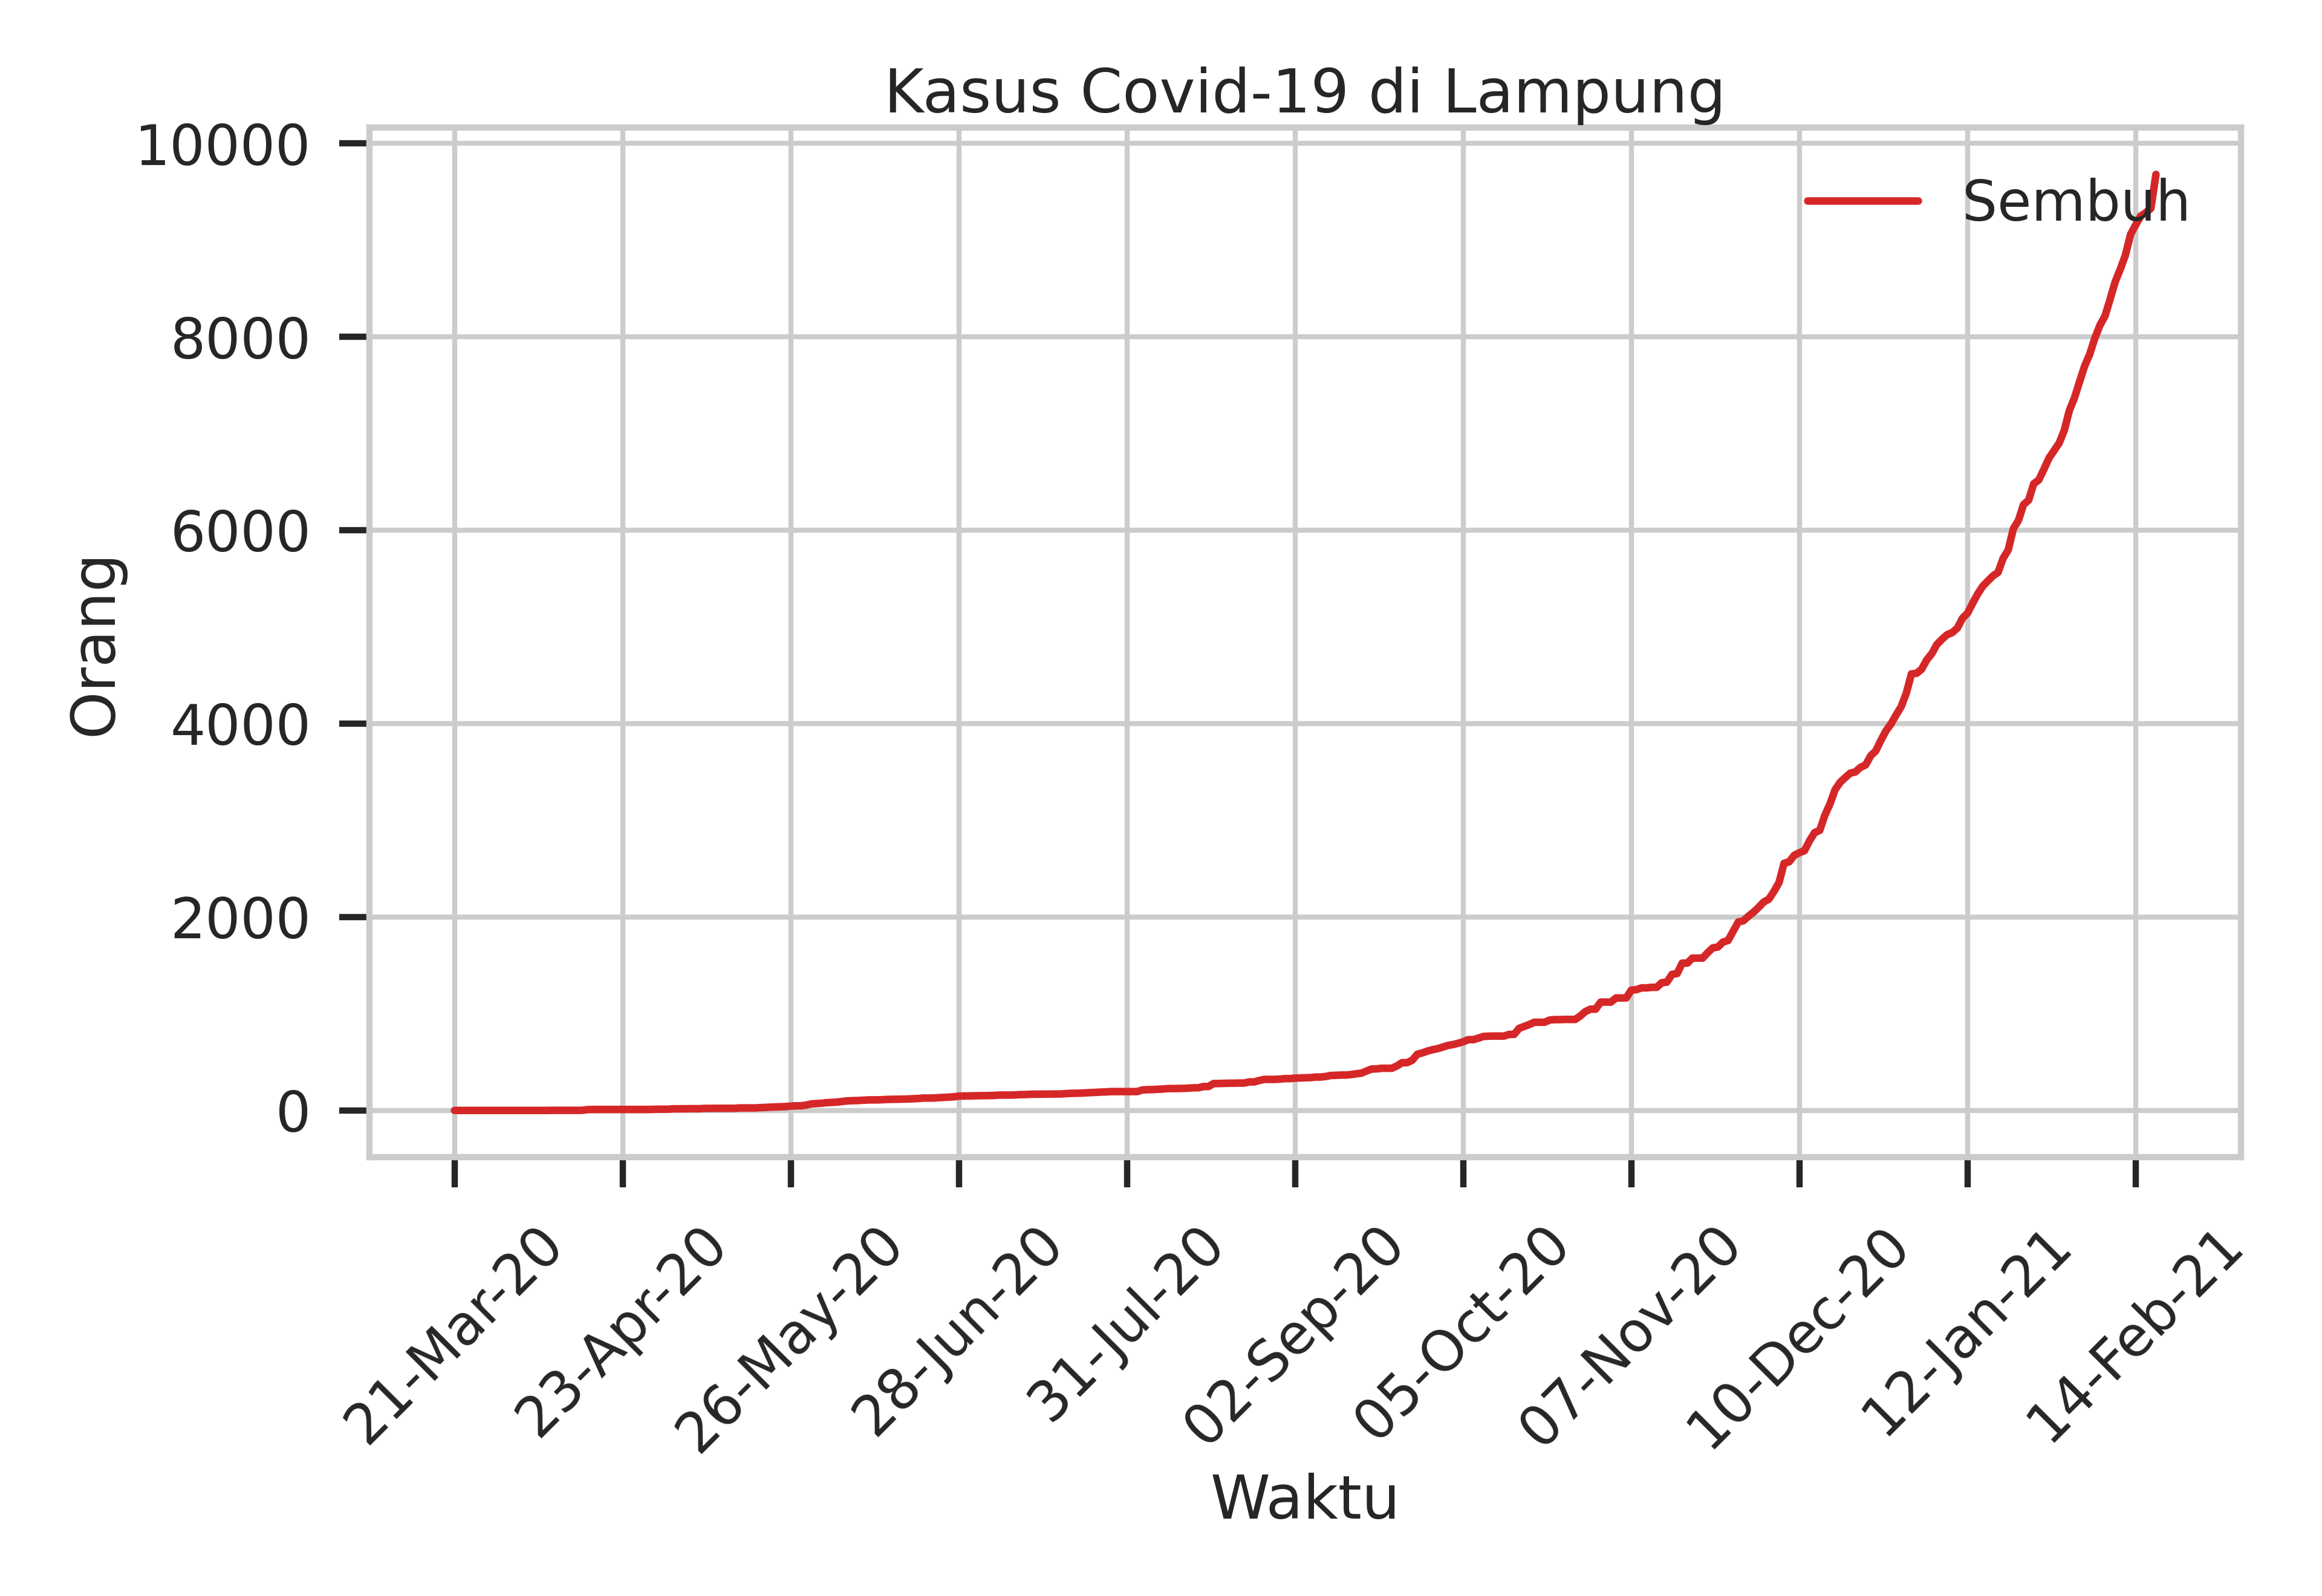 Kasus Covid-19 di Lampung
10000
8000
6000
4000
2000
0
Orang
Sembuh
21-Mar-20
23-Apr-20
26-May-20
28-Jun-20
31-Jul-20
02-Sep-20
05-Oct-20
07-Nov-20
10-Dec-20
12-Jan-21
14-Feb-21
Waktu